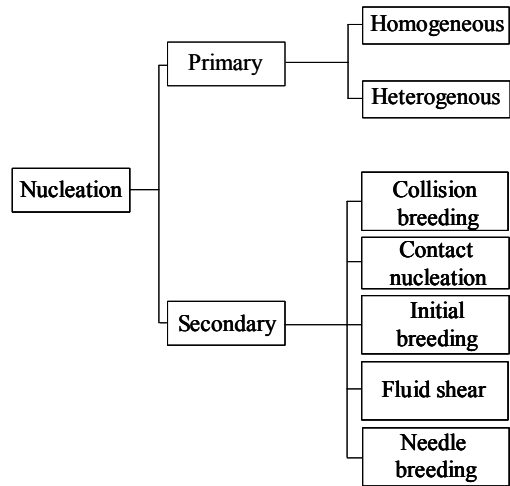 Nucleation
Primary
Homogeneous
Heterogenous
Secondary
Collision
breeding
Contact
nucleation
Initial
breeding
Fluid shear
Needle
breeding